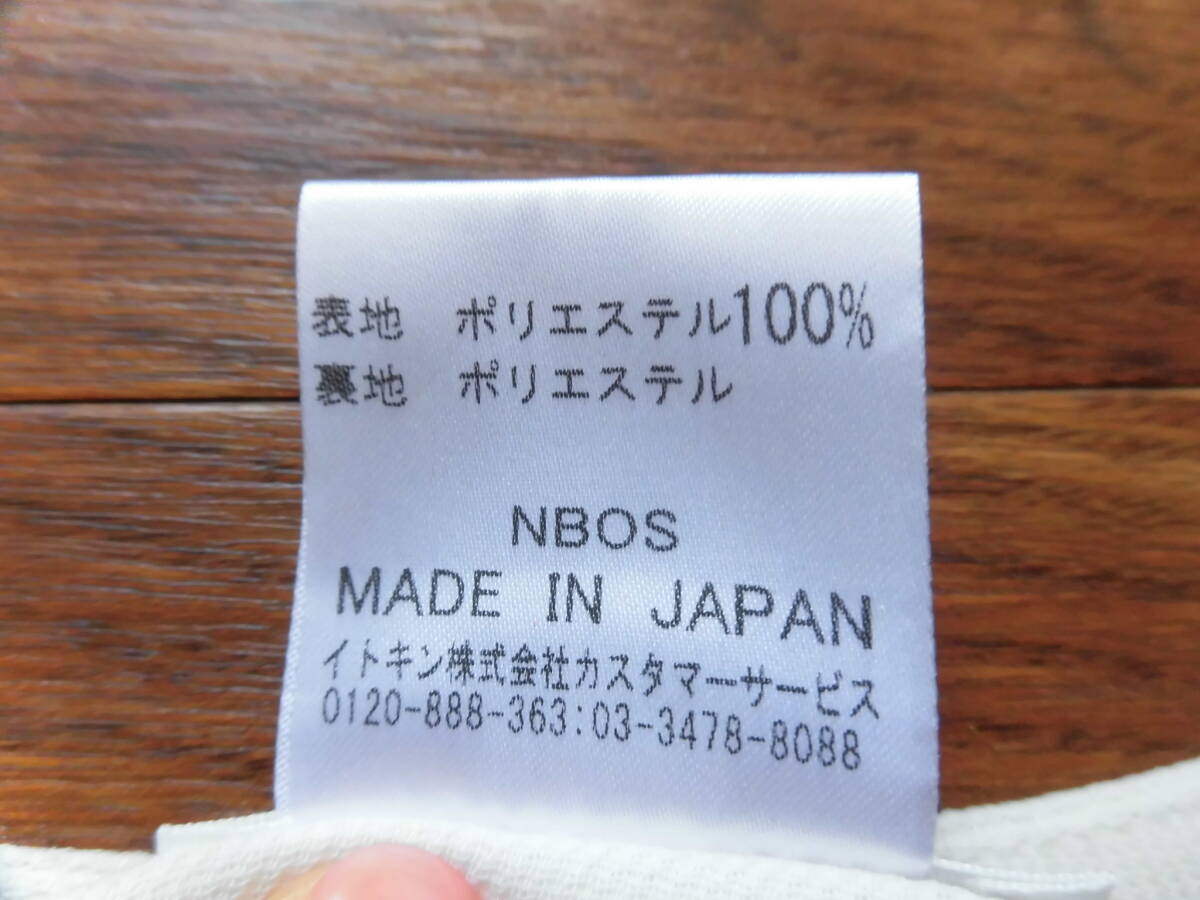 表地 ポリエステル100%
裏地 ポリエステル
NBOS
MADE IN JAPAN
イトキン株式会社カスタマーサービス
0120-888-363:03-3478-8088